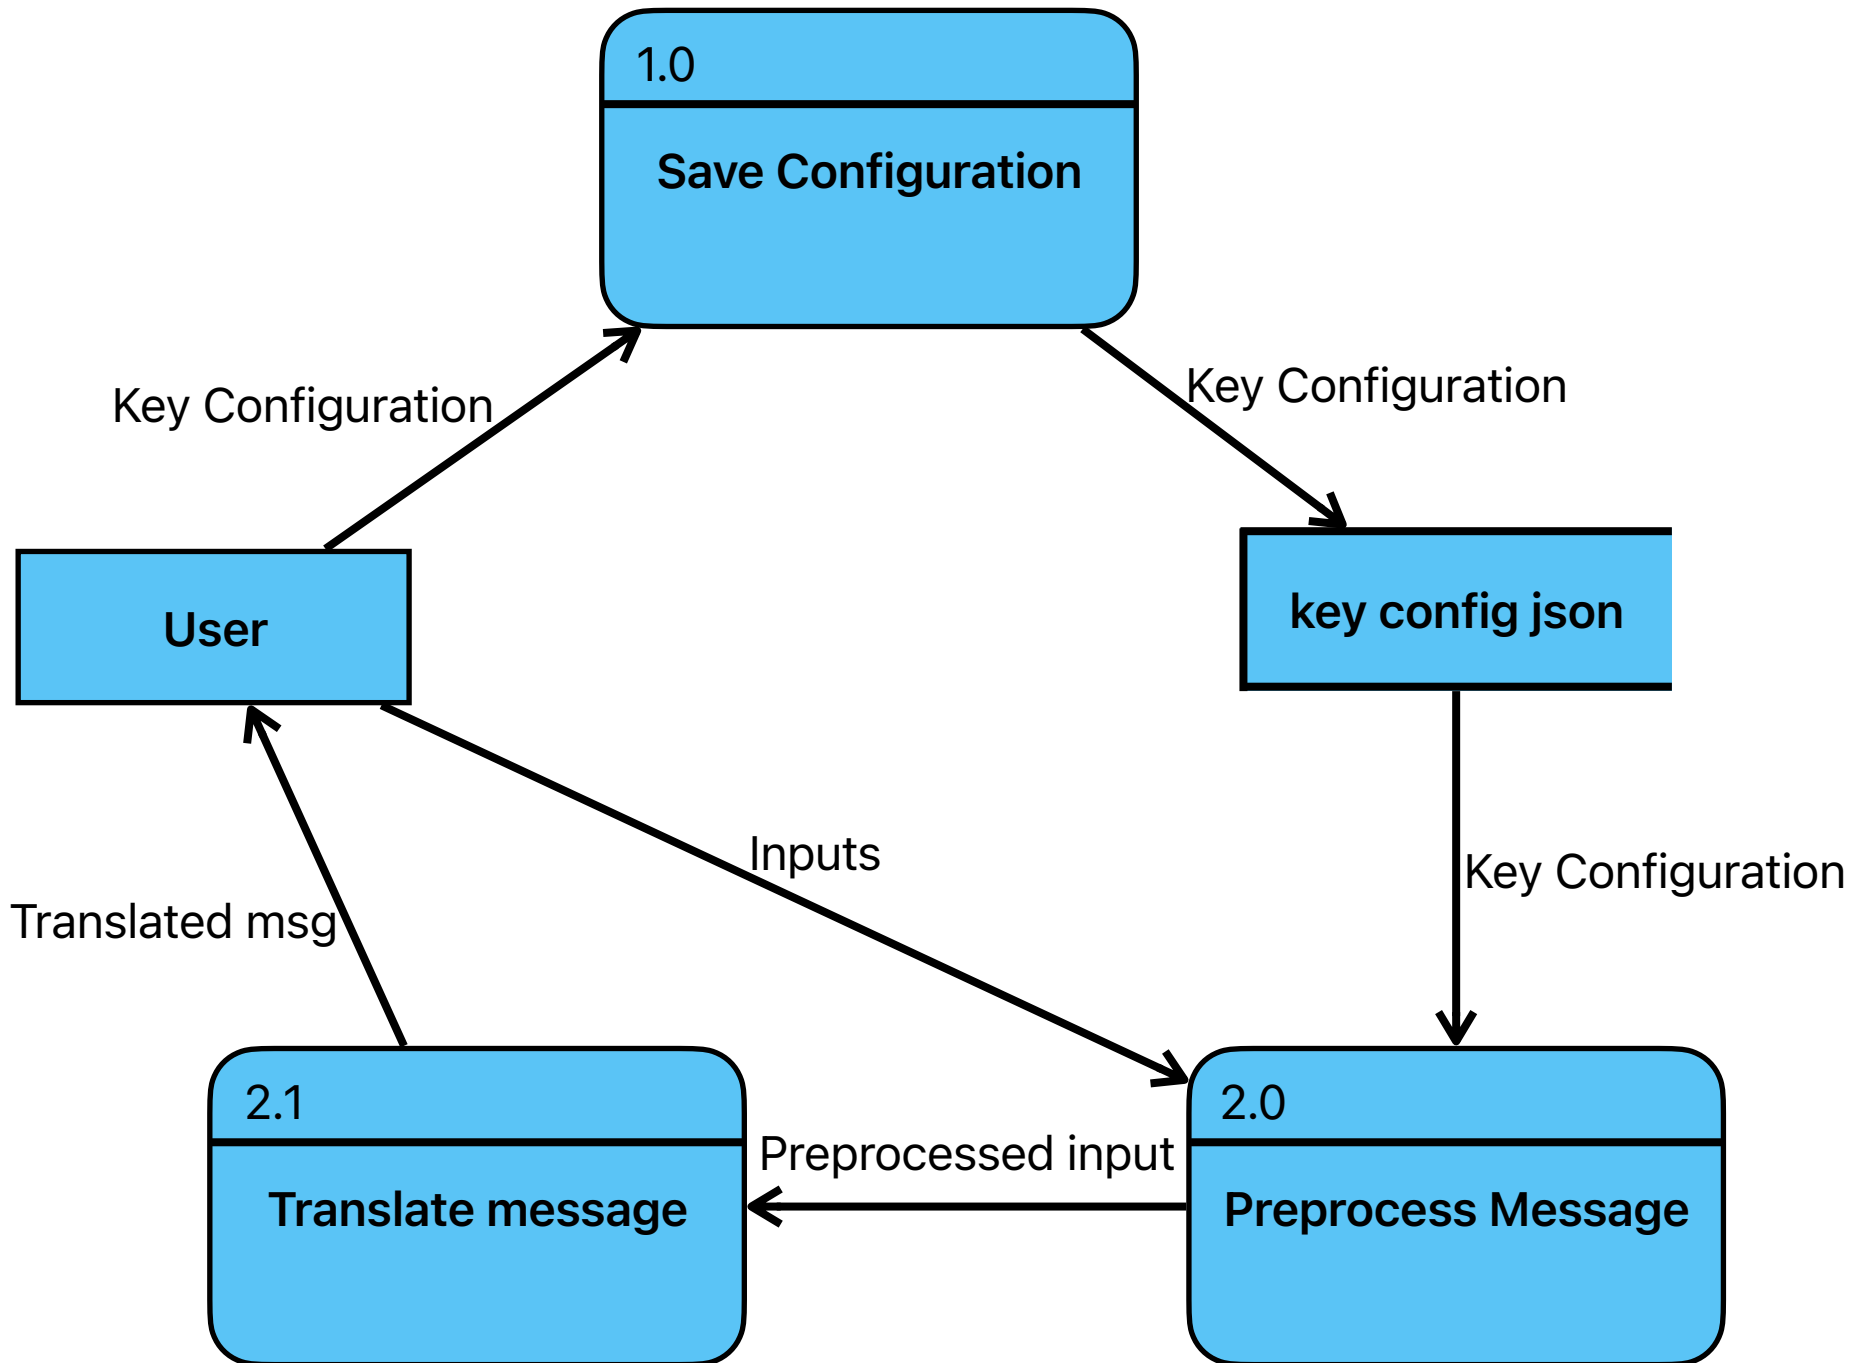 1.0
Save Configuration
Key Configuration
Key Configuration
User
key config json
Inputs
Key Configuration
Translated msg
2.1
Translate message
Preprocessed input
2.0
Preprocess Message